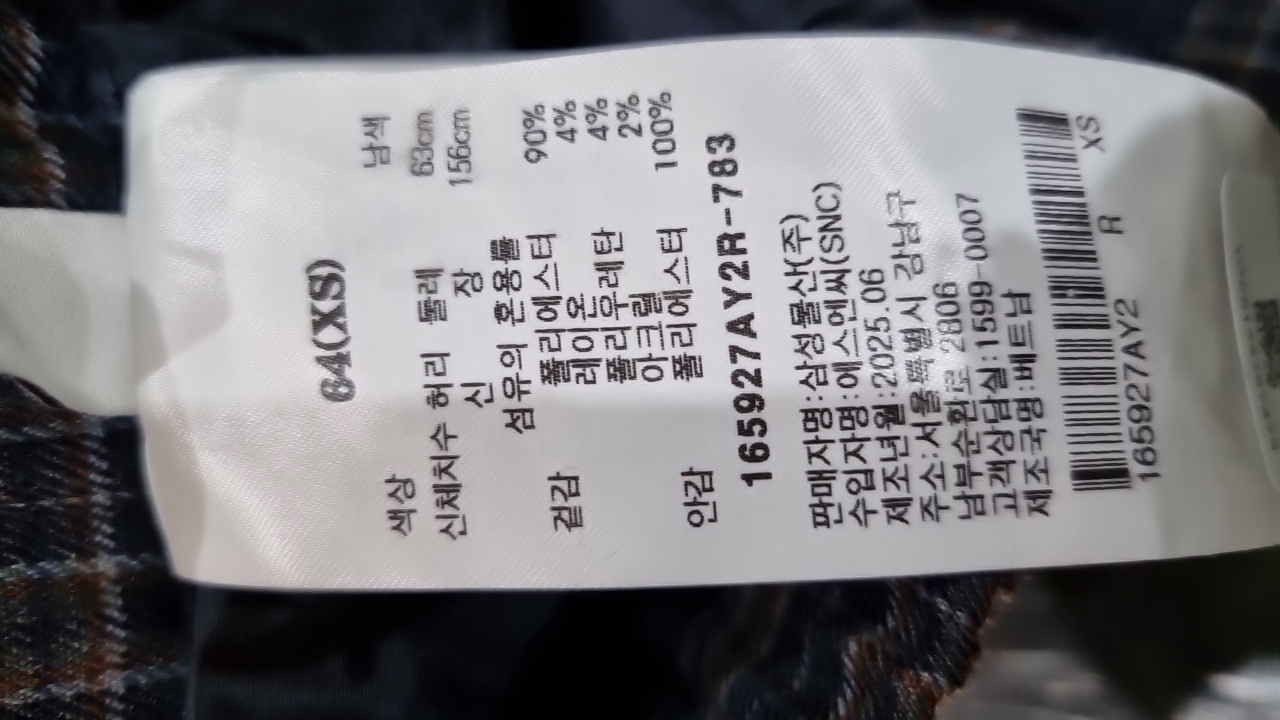 64(XS)
색상 남색
신체치수 허리 둘레 63cm
신 장 156cm
섬유의 혼용률
겉감 폴리에스터 90%
레이온 4%
폴리우레탄 4%
아크릴 2%
안감 폴리에스터 100%
165927AY2R-783
판매자명:삼성물산(주)
수입자명:에스엔씨(SNC)
제조년월:2025.06
주소:서울특별시 강남구
남부순환로 2806
고객상담실:1599-0007
제조국명:베트남
165927AY2 R XS